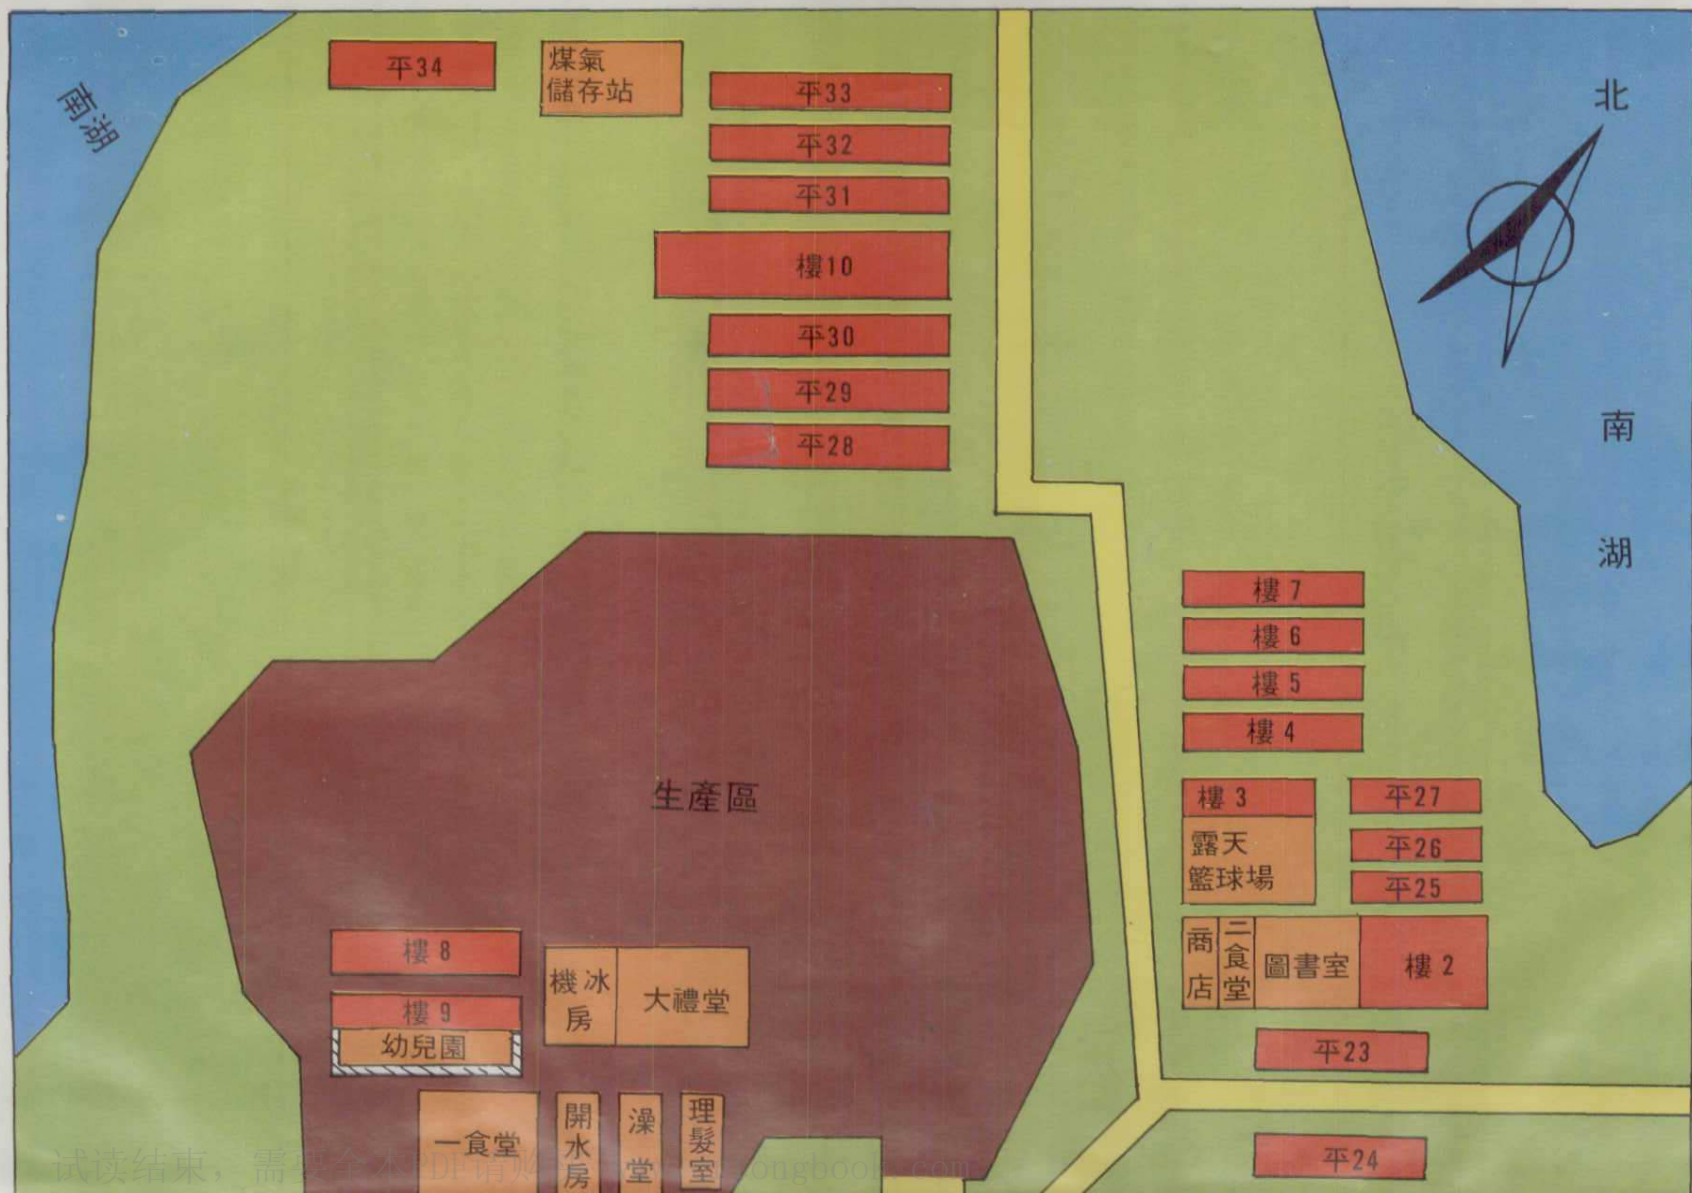 南湖
平34
煤氣
儲存站
平33
平32
平31
樓10
平30
平29
平28
北
南湖
樓 7
樓 6
樓 5
樓 4
生產區
樓 3
平27
露天
籃球場
平26
平25
商店
二食堂
圖書室
樓 2
樓 8
樓 9
幼兒園
機冰
房
大禮堂
平23
一食堂
開水房
澡堂
理髮室
平24
试读结束，需